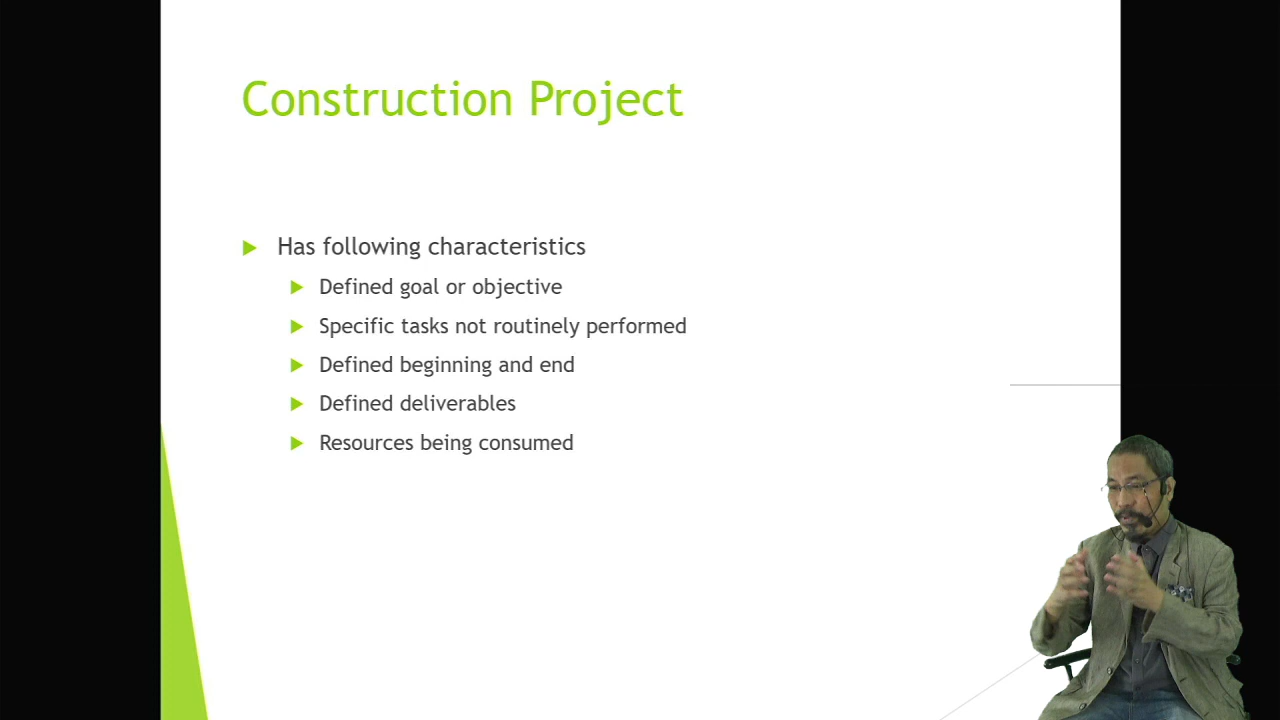 Construction Project
Has following characteristics
Defined goal or objective
Specific tasks not routinely performed
Defined beginning and end
Defined deliverables
Resources being consumed